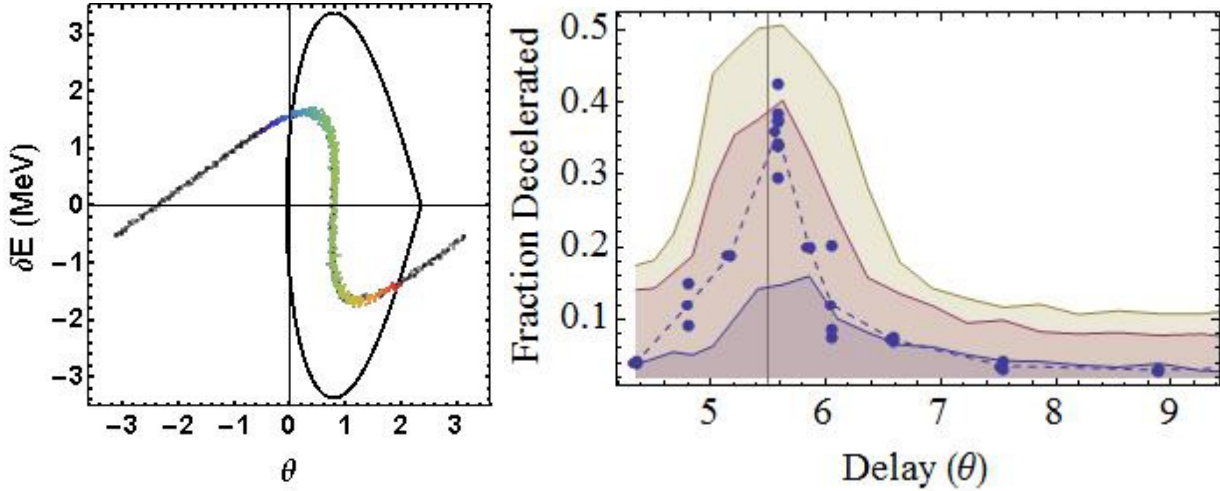 3
2
1
0
−1
−2
−3
δE (MeV)
−3 −2 −1 0 1 2 3
θ
0.5
0.4
0.3
0.2
0.1
Fraction Decelerated
5 6 7 8 9
Delay (θ)